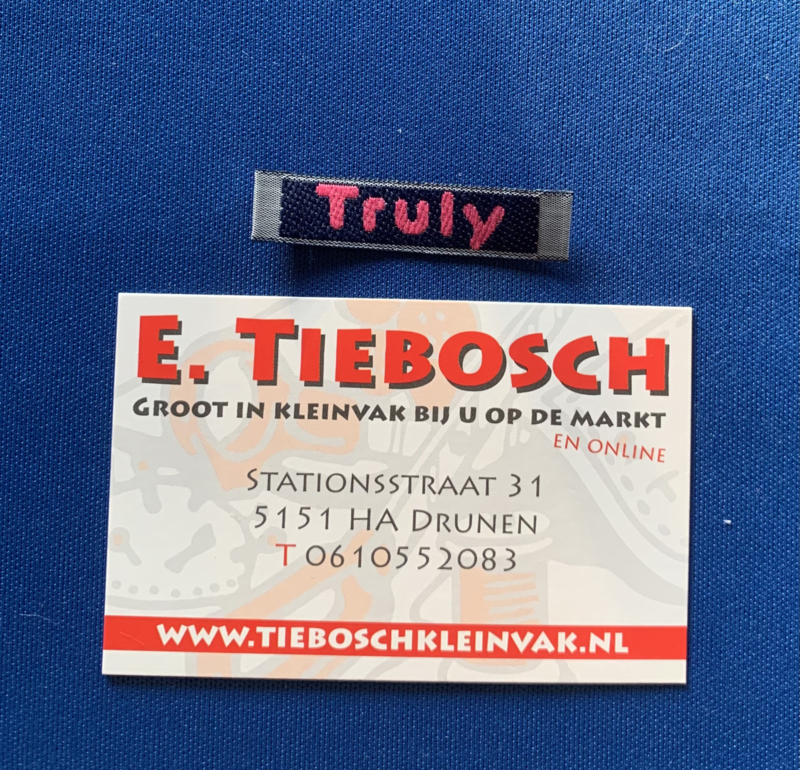 Truly
E. TIEBOSCH
GROOT IN KLEINVAK BIJ U OP DE MARKT
EN ONLINE
STATIONSSTRAAT 31
5151 HA DRUNEN
T 0610552083
WWW.TIEBOSCHKLEINVAK.NL